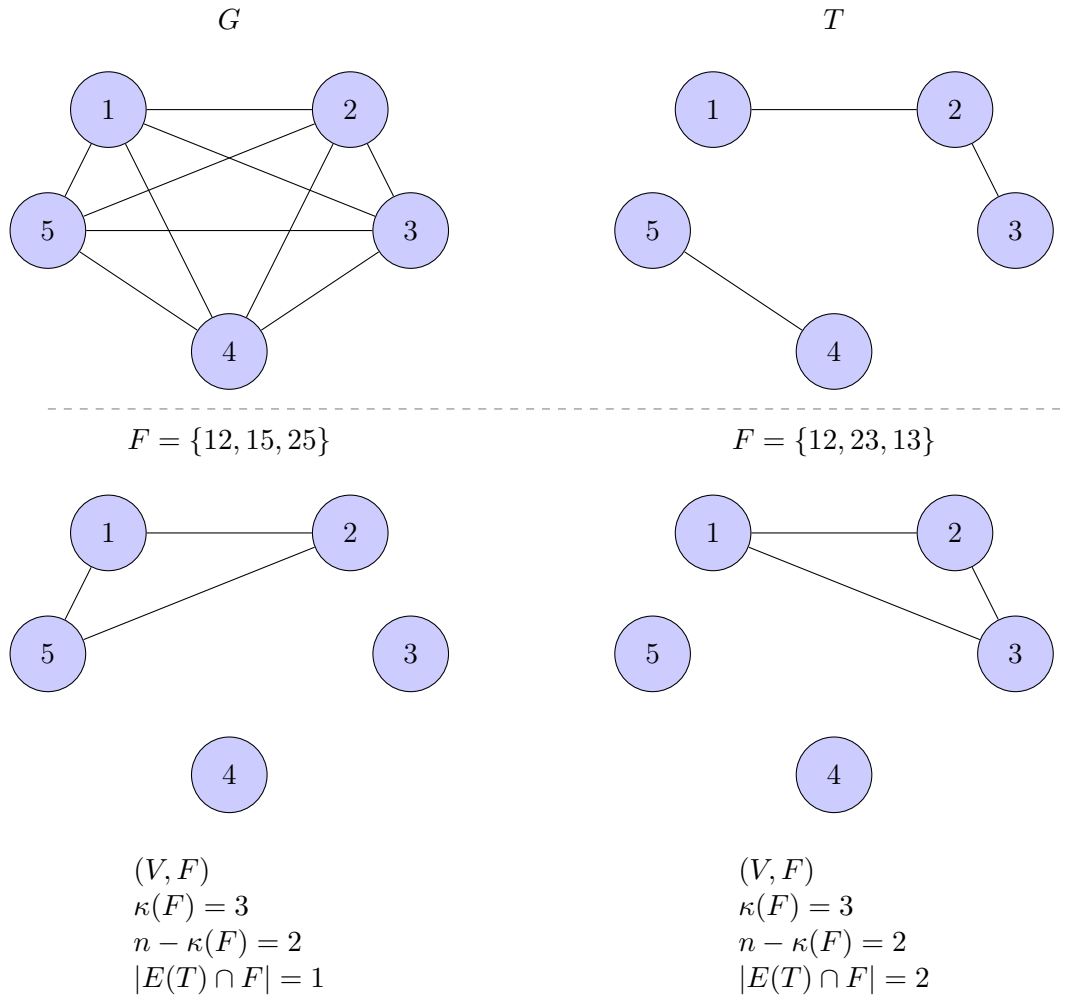 G
T
1
2
5
3
4
1
2
5
3
4
F = {12, 15, 25}
F = {12, 23, 13}
1
2
5
3
4
1
2
5
3
4
(V, F)
κ(F) = 3
n − κ(F) = 2
|E(T) ∩ F| = 1
(V, F)
κ(F) = 3
n − κ(F) = 2
|E(T) ∩ F| = 2